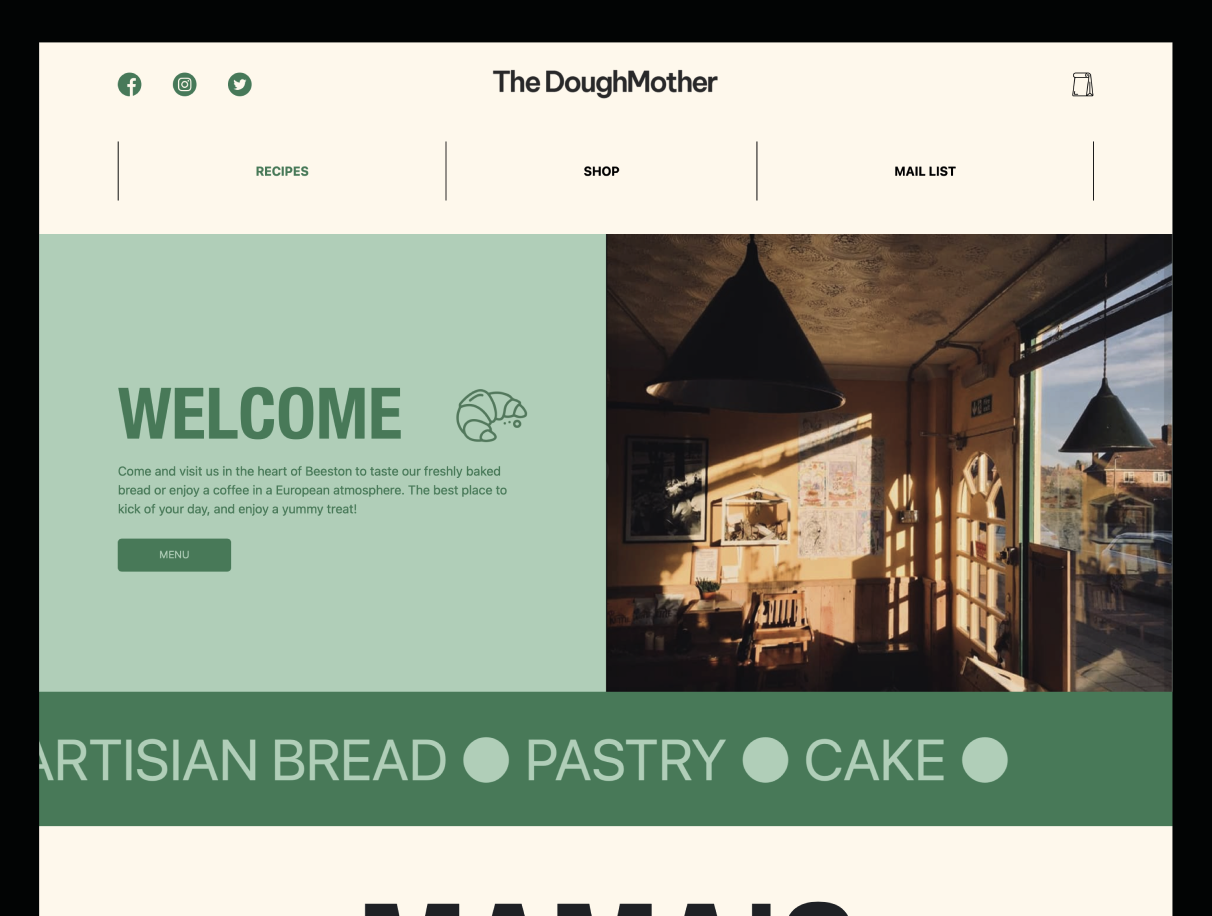 The DoughMother
RECIPES
SHOP
MAIL LIST
WELCOME
Come and visit us in the heart of Beeston to taste our freshly baked
bread or enjoy a coffee in a European atmosphere. The best place to
kick of your day, and enjoy a yummy treat!
MENU
ARTISIAN BREAD ● PASTRY ● CAKE ●